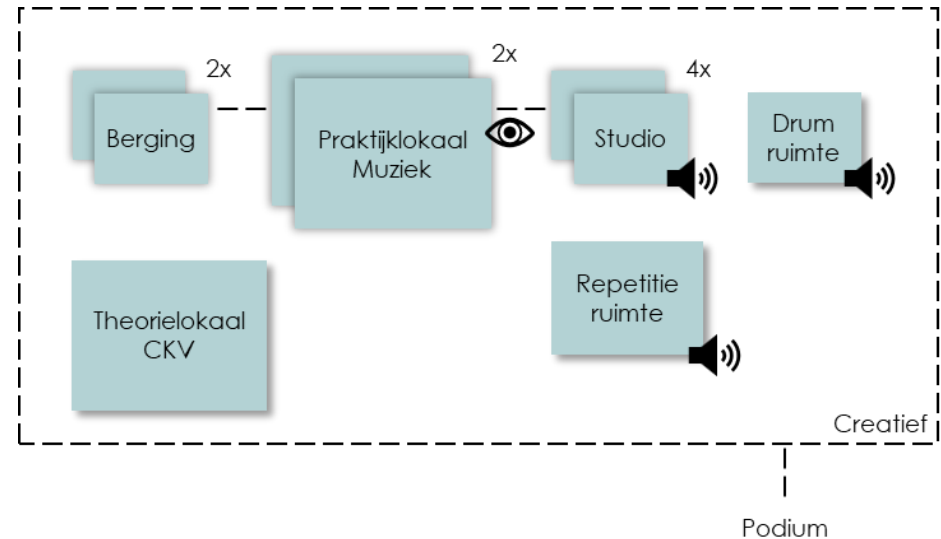 2x
2x
4x
Berging
Praktijklokaal
Muziek
Studio
Drum
ruimte
Theorielokaal
CKV
Repetitie
ruimte
Creatief
Podium